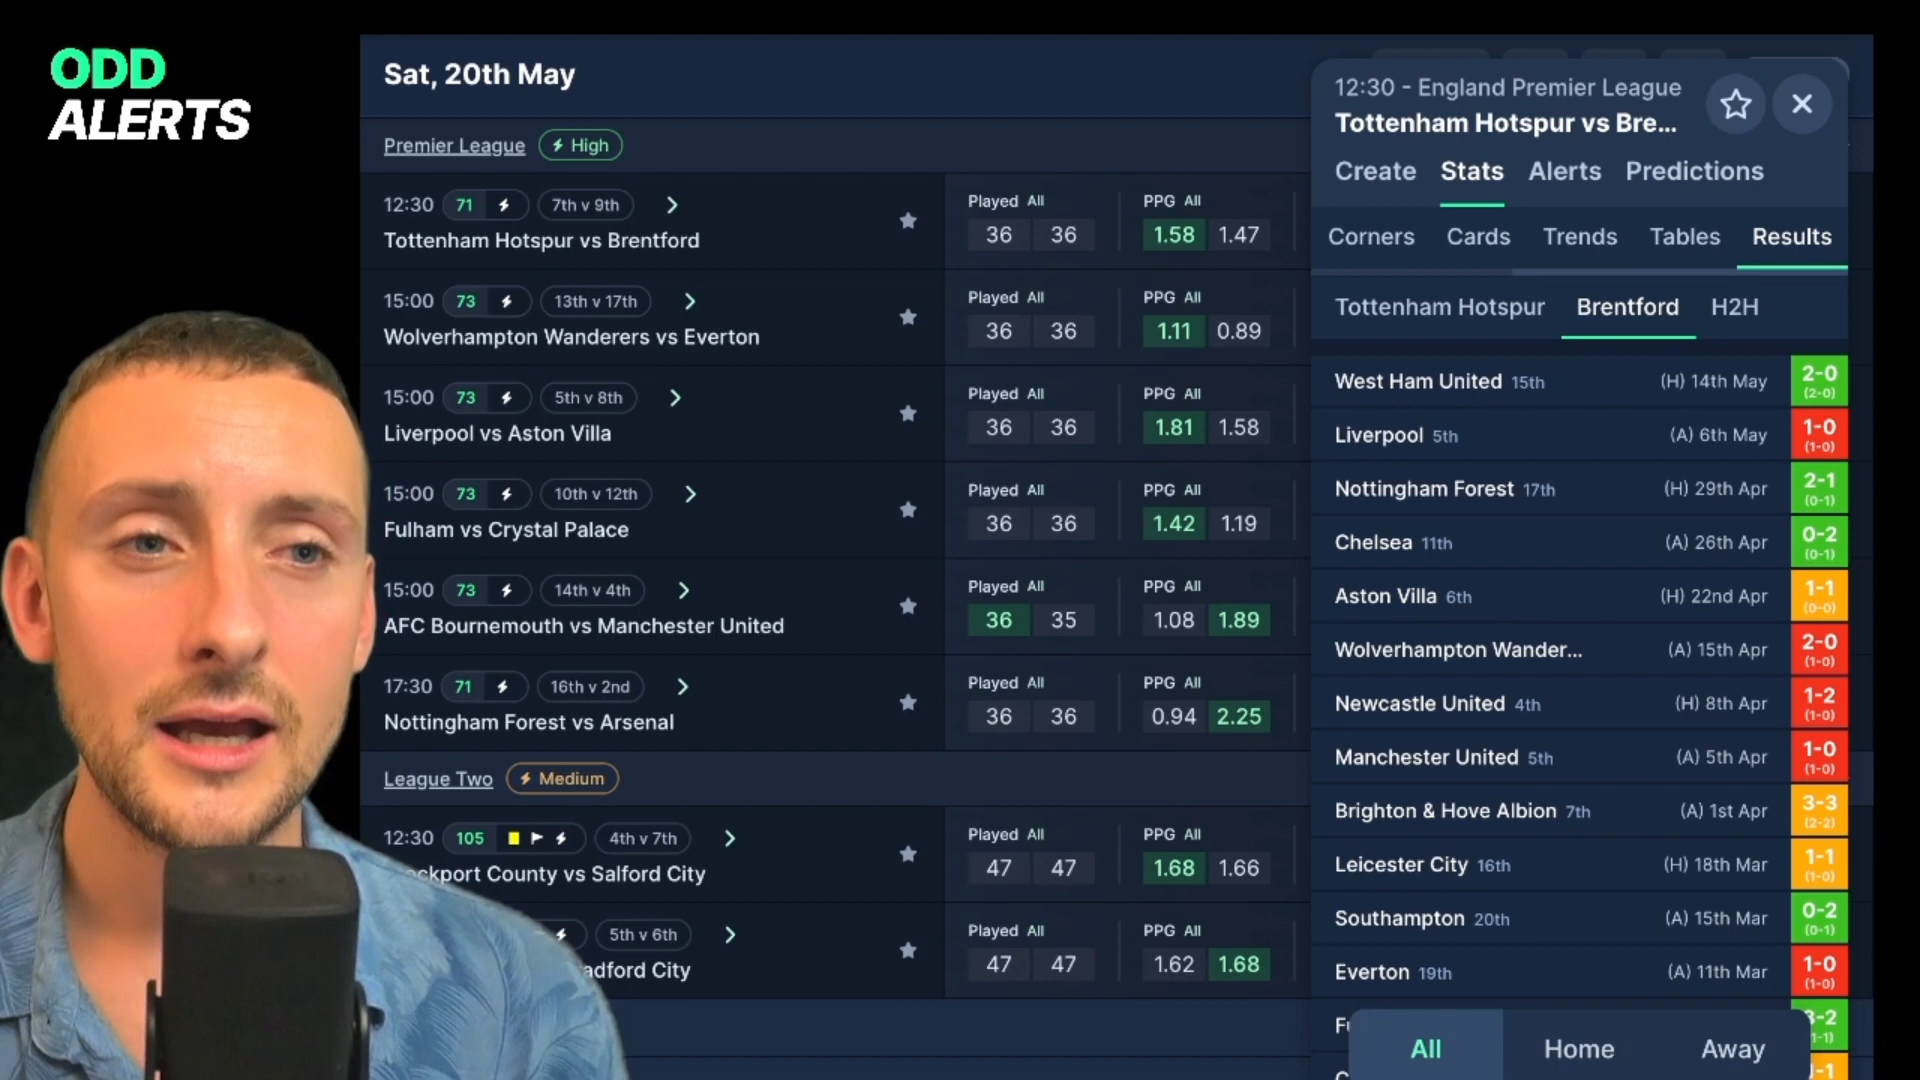 ODD
ALERTS
Sat, 20th May
Premier League
High
12:30 71 7th v 9th
Tottenham Hotspur vs Brentford
Played All
36 36
PPG All
1.58 1.47
15:00 73 13th v 17th
Wolverhampton Wanderers vs Everton
Played All
36 36
PPG All
1.11 0.89
15:00 73 5th v 8th
Liverpool vs Aston Villa
Played All
36 36
PPG All
1.81 1.58
15:00 73 10th v 12th
Fulham vs Crystal Palace
Played All
36 36
PPG All
1.42 1.19
15:00 73 14th v 4th
AFC Bournemouth vs Manchester United
Played All
36 35
PPG All
1.08 1.89
17:30 71 16th v 2nd
Nottingham Forest vs Arsenal
Played All
36 36
PPG All
0.94 2.25
League Two
Medium
12:30 105 4th v 7th
County vs Salford City
Played All
47 47
PPG All
1.68 1.66
5th v 6th
City
Played All
47 47
PPG All
1.62 1.68
12:30 - England Premier League
Tottenham Hotspur vs Bre...
Create Stats Alerts Predictions
Corners Cards Trends Tables Results
Tottenham Hotspur Brentford H2H
West Ham United 15th (H) 14th May 2-0
(2-0)
Liverpool 5th (A) 6th May 1-0
(1-0)
Nottingham Forest 17th (H) 29th Apr 2-1
(0-1)
Chelsea 11th (A) 26th Apr 0-2
(0-1)
Aston Villa 6th (H) 22nd Apr 1-1
(0-0)
Wolverhampton Wander... (A) 15th Apr 2-0
(1-0)
Newcastle United 4th (H) 8th Apr 1-2
(1-0)
Manchester United 5th (A) 5th Apr 1-0
(1-0)
Brighton & Hove Albion 7th (A) 1st Apr 3-3
(2-2)
Leicester City 16th (H) 18th Mar 1-1
(1-0)
Southampton 20th (A) 15th Mar 0-2
(0-1)
Everton 19th (A) 11th Mar 1-0
(1-0)
All Home Away